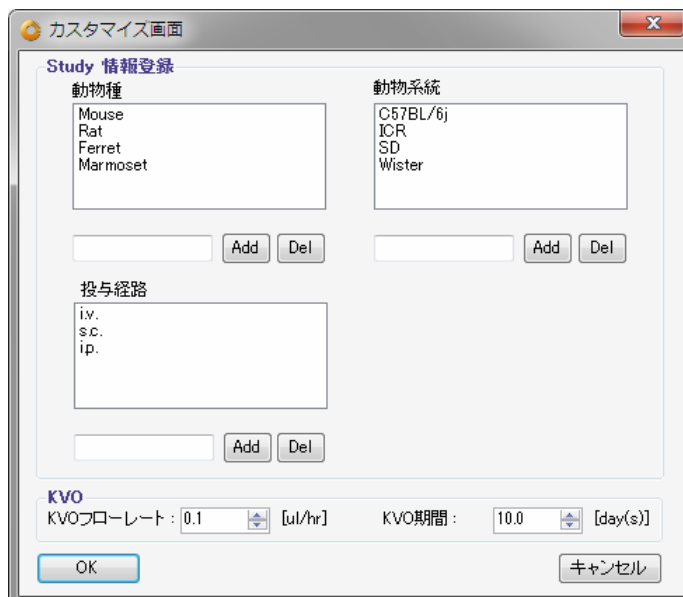 カスタマイズ画面
Study 情報登録
動物種
Mouse
Rat
Ferret
Marmoset
Add
Del
動物系統
C57BL/6j
ICR
SD
Wister
Add
Del
投与経路
i.v.
s.c.
i.p.
Add
Del
KVO
KVOフローレート : 0.1 [ul/hr] KVO期間 : 10.0 [day(s)]
OK
キャンセル